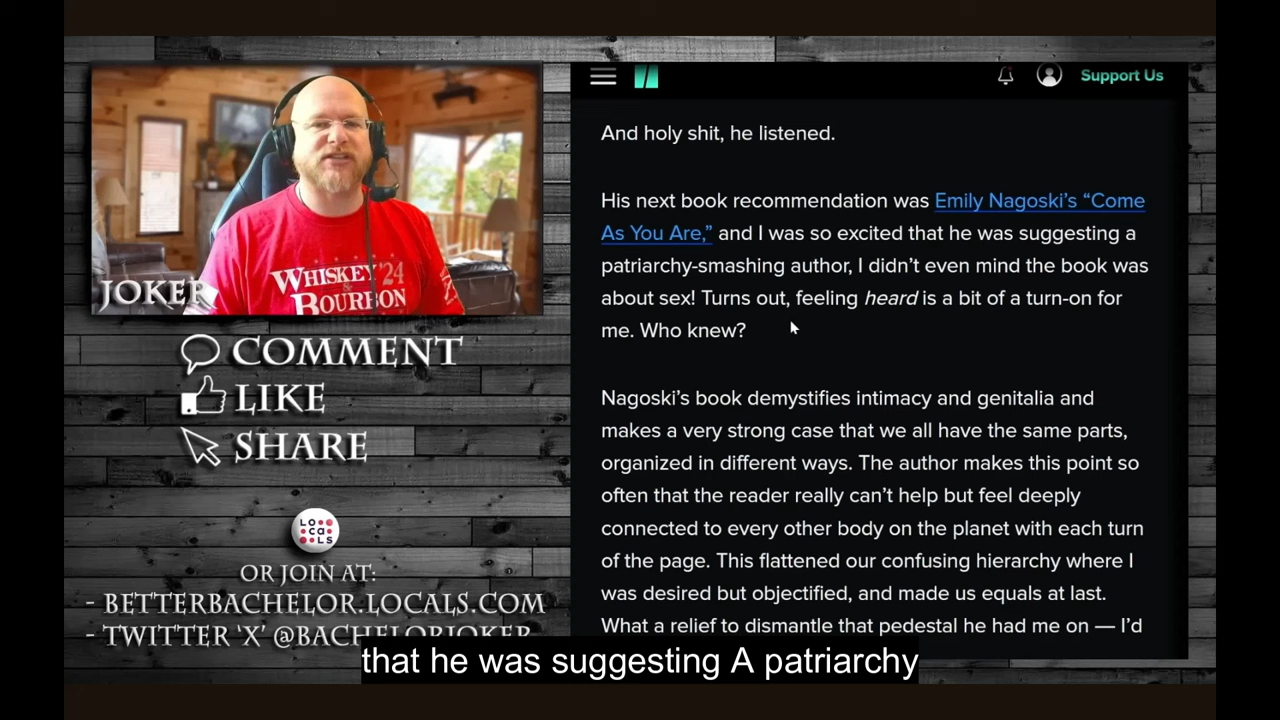 Support Us
And holy shit, he listened.
His next book recommendation was Emily Nagoski's “Come
As You Are,” and I was so excited that he was suggesting a
patriarchy-smashing author, I didn't even mind the book was
about sex! Turns out, feeling heard is a bit of a turn-on for
me. Who knew?
Nagoski's book demystifies intimacy and genitalia and
makes a very strong case that we all have the same parts,
organized in different ways. The author makes this point so
often that the reader really can't help but feel deeply
connected to every other body on the planet with each turn
of the page. This flattened our confusing hierarchy where I
was desired but objectified, and made us equals at last.
What a relief to dismantle that pedestal he had me on — I'd
WHISKEY '24
BOURBON
JOKER
COMMENT
LIKE
SHARE
LO
ca
LS
OR JOIN AT:
- BETTERBACHELOR.LOCALS.COM
- TWITTER 'X' @BACHELORJOKER
that he was suggesting A patriarchy